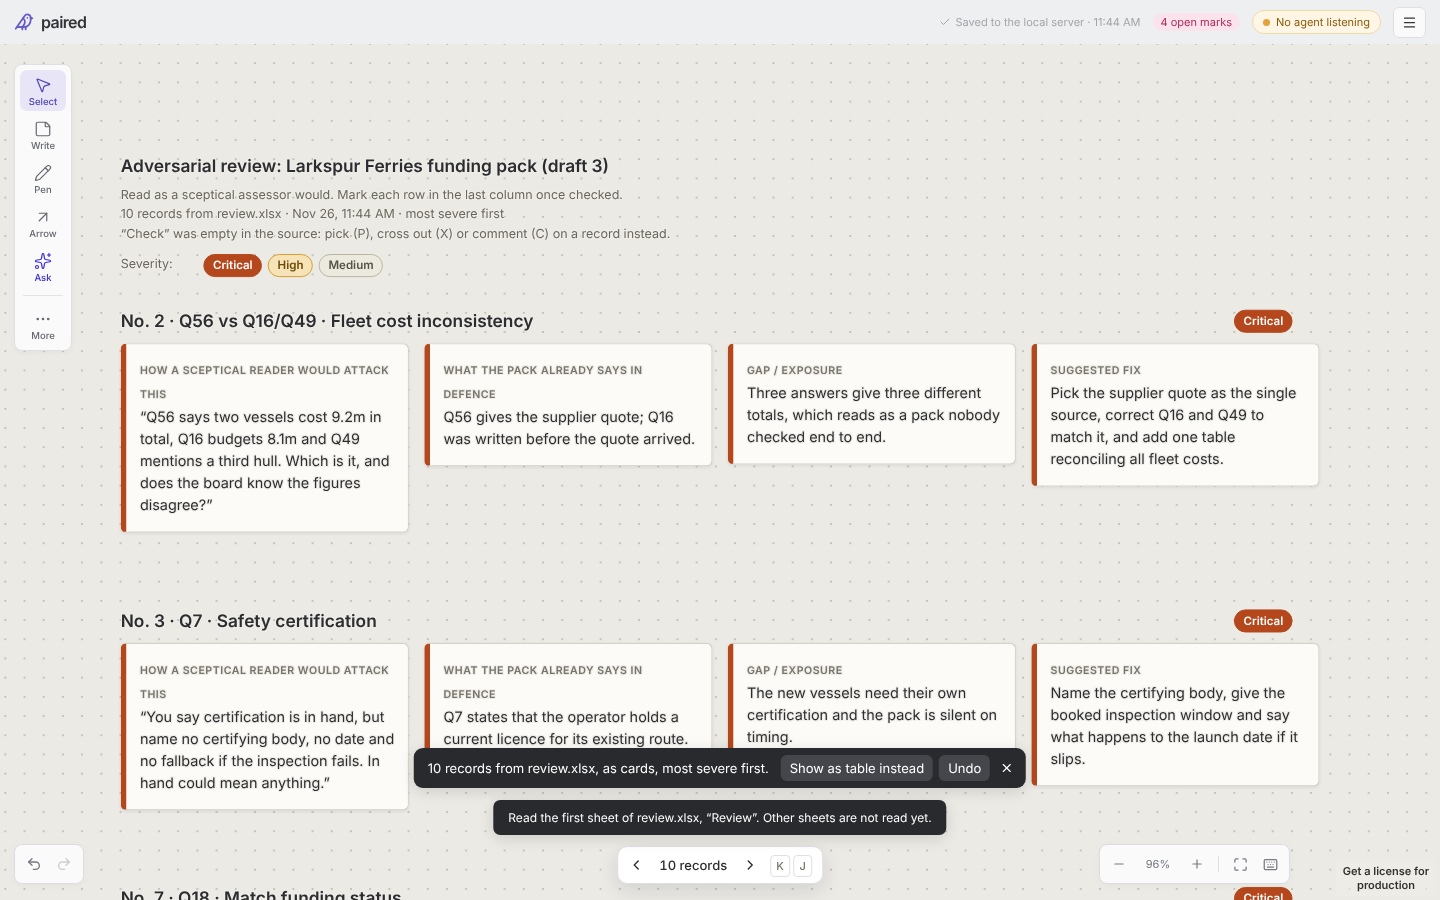 paired
Saved to the local server · 11:44 AM
4 open marks
No agent listening
Select
Write
Pen
Arrow
Ask
More
Adversarial review: Larkspur Ferries funding pack (draft 3)
Read as a sceptical assessor would. Mark each row in the last column once checked.
10 records from review.xlsx · Nov 26, 11:44 AM · most severe first
“Check” was empty in the source: pick (P), cross out (X) or comment (C) on a record instead.
Severity:
Critical
High
Medium
No. 2 · Q56 vs Q16/Q49 · Fleet cost inconsistency
Critical
HOW A SCEPTICAL READER WOULD ATTACK
THIS
“Q56 says two vessels cost 9.2m in
total, Q16 budgets 8.1m and Q49
mentions a third hull. Which is it, and
does the board know the figures
disagree?”
WHAT THE PACK ALREADY SAYS IN
DEFENCE
Q56 gives the supplier quote; Q16
was written before the quote arrived.
GAP / EXPOSURE
Three answers give three different
totals, which reads as a pack nobody
checked end to end.
SUGGESTED FIX
Pick the supplier quote as the single
source, correct Q16 and Q49 to
match it, and add one table
reconciling all fleet costs.
No. 3 · Q7 · Safety certification
Critical
HOW A SCEPTICAL READER WOULD ATTACK
THIS
“You say certification is in hand, but
name no certifying body, no date and
no fallback if the inspection fails. In
hand could mean anything.”
WHAT THE PACK ALREADY SAYS IN
DEFENCE
Q7 states that the operator holds a
current licence for its existing route.
GAP / EXPOSURE
The new vessels need their own
certification and the pack is silent on
timing.
SUGGESTED FIX
Name the certifying body, give the
booked inspection window and say
what happens to the launch date if it
slips.
10 records from review.xlsx, as cards, most severe first.
Show as table instead
Undo
Read the first sheet of review.xlsx, “Review”. Other sheets are not read yet.
10 records
K
J
96%
Get a license for
production
No. 7 · Q18 · Match funding status
Critical